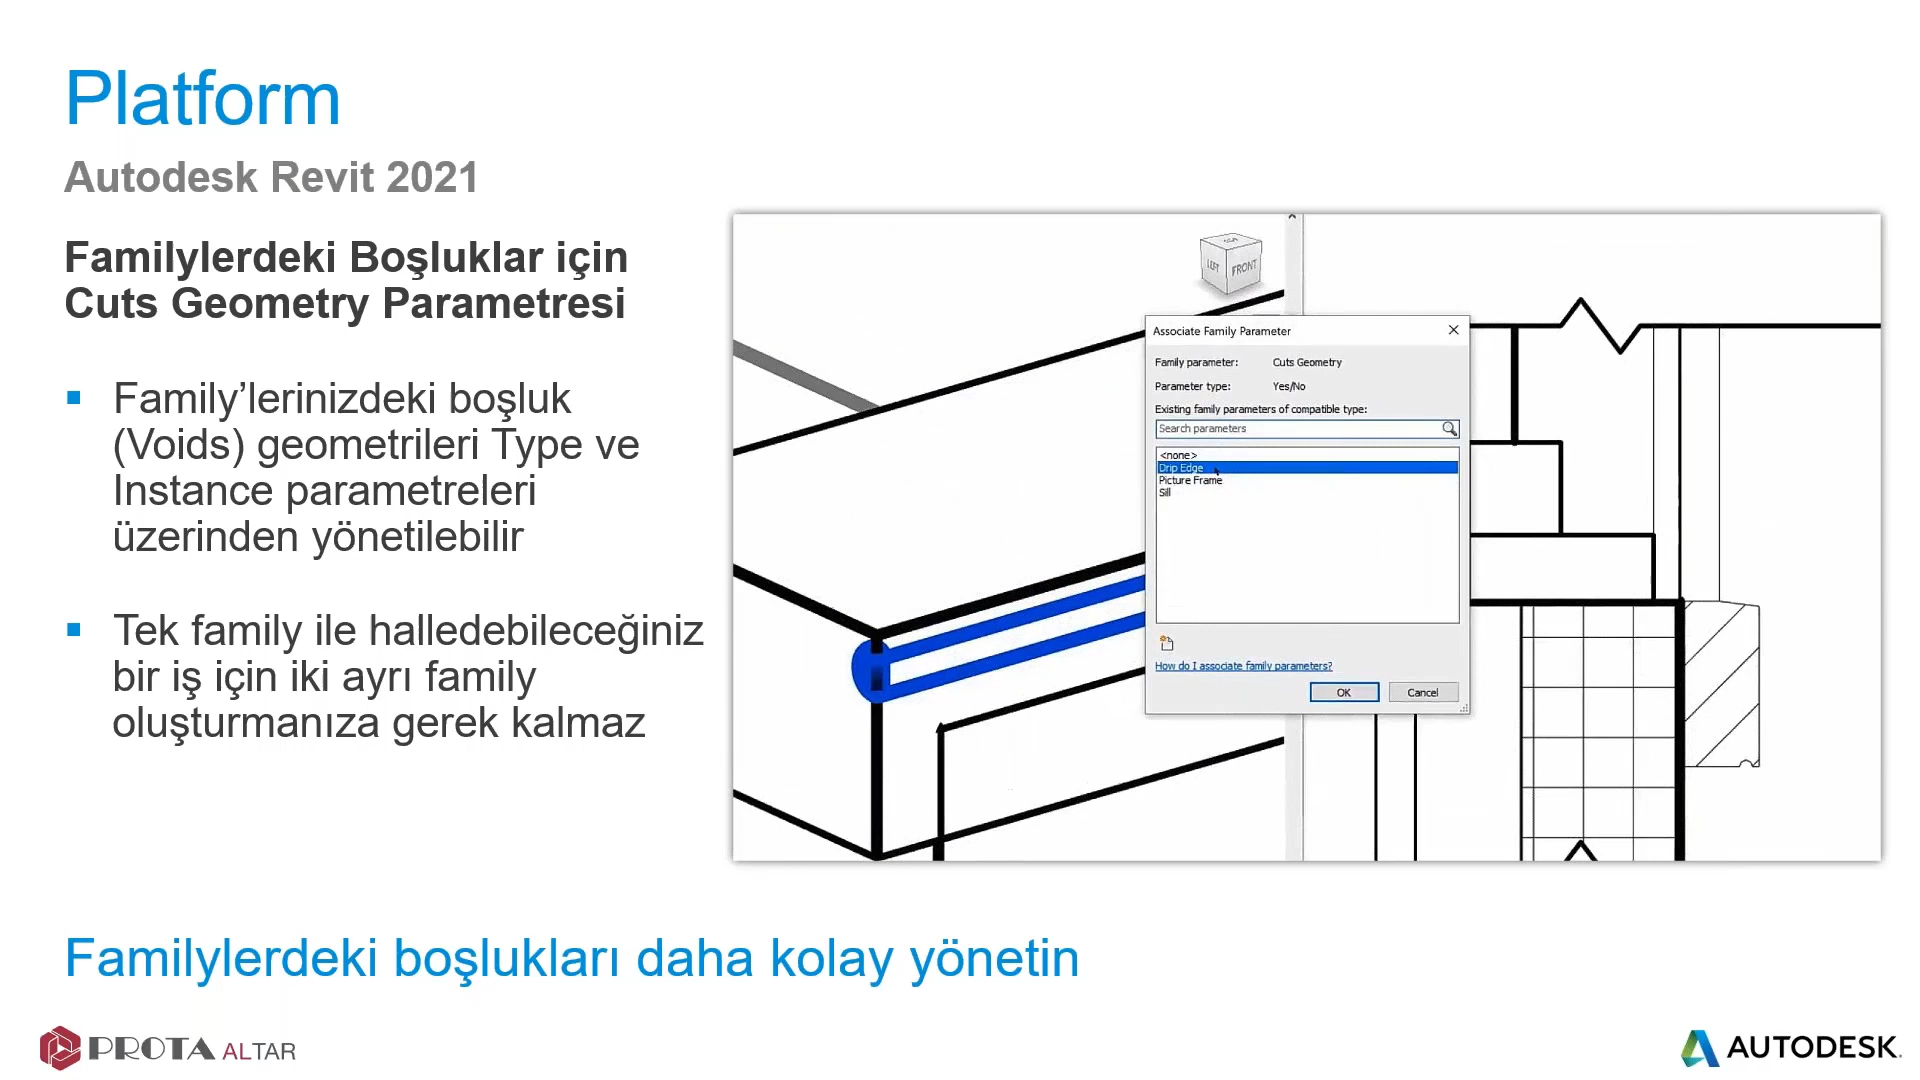 Platform
Autodesk Revit 2021
Familylerdeki Boşluklar için
Cuts Geometry Parametresi
Family’lerinizdeki boşluk
(Voids) geometrileri Type ve
Instance parametreleri
üzerinden yönetilebilir
Tek family ile halledebileceğiniz
bir iş için iki ayrı family
oluşturmanıza gerek kalmaz
LEFT
FRONT
Associate Family Parameter
Family parameter: Cuts Geometry
Parameter type: Yes/No
Existing family parameters of compatible type:
Search parameters
<none>
Drip Edge
Picture Frame
Sill
How do I associate family parameters?
OK Cancel
Familylerdeki boşlukları daha kolay yönetin
PROTA ALTAR
AUTODESK.